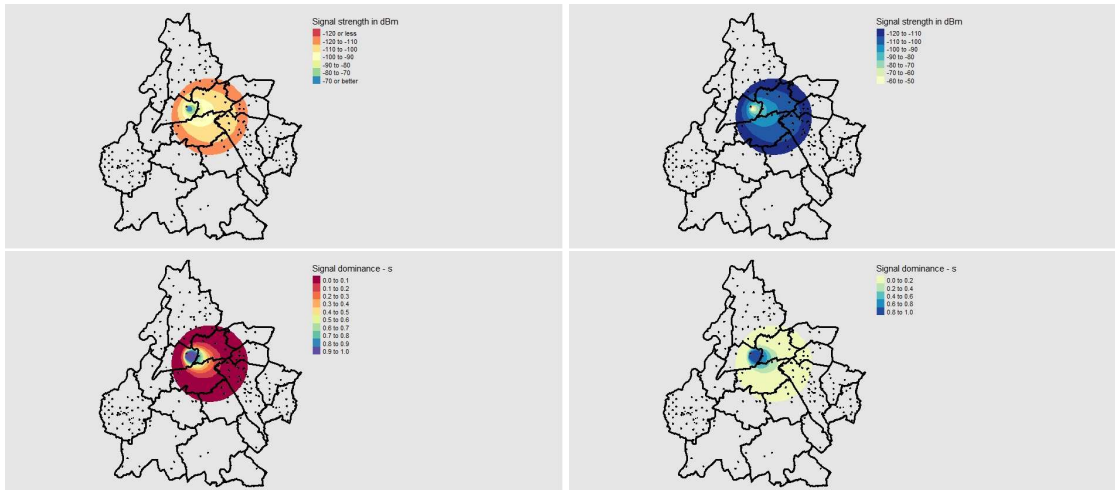 Signal strength in dBm
-120 or less
-120 to -110
-110 to -100
-100 to -90
-90 to -80
-80 to -70
-70 or better
Signal strength in dBm
-120 to -110
-110 to -100
-100 to -90
-90 to -80
-80 to -70
-70 to -60
-60 to -50
Signal dominance - s
0.0 to 0.1
0.1 to 0.2
0.2 to 0.3
0.3 to 0.4
0.4 to 0.5
0.5 to 0.6
0.6 to 0.7
0.7 to 0.8
0.8 to 0.9
0.9 to 1.0
Signal dominance - s
0.0 to 0.2
0.2 to 0.4
0.4 to 0.6
0.6 to 0.8
0.8 to 1.0